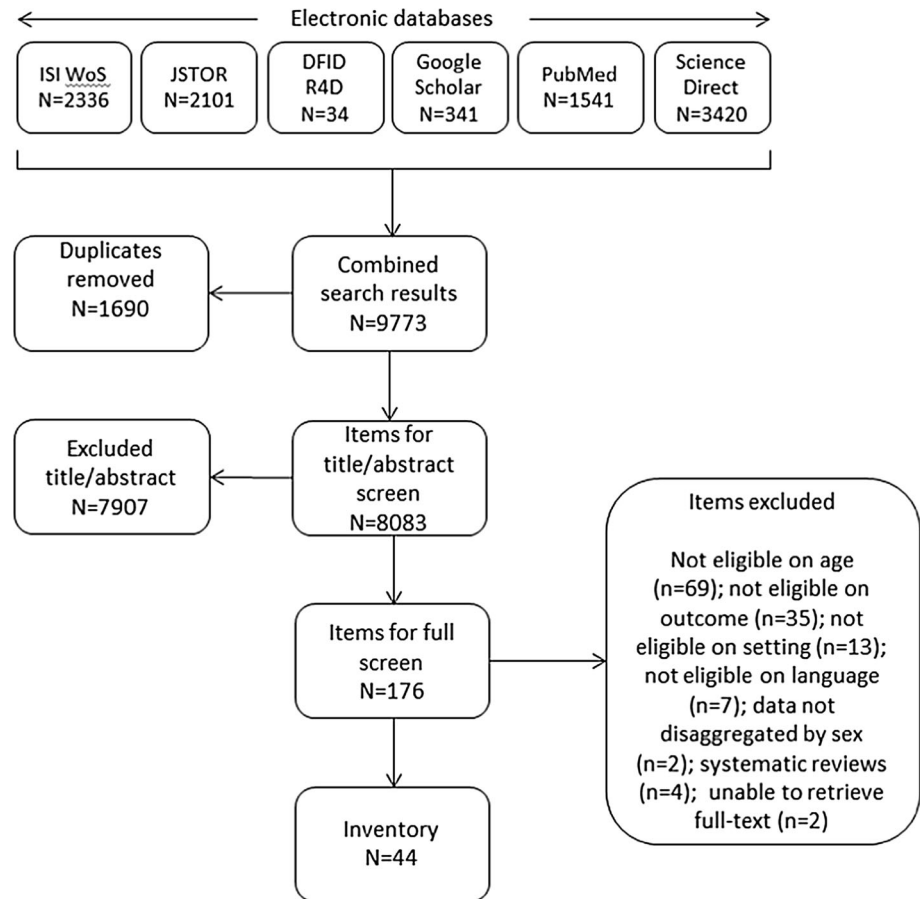 Electronic databases
ISI WoS
N=2336
JSTOR
N=2101
DFID
R4D
N=34
Google
Scholar
N=341
PubMed
N=1541
Science
Direct
N=3420
Duplicates
removed
N=1690
Combined
search results
N=9773
Excluded
title/abstract
N=7907
Items for
title/abstract
screen
N=8083
Items for full
screen
N=176
Items excluded
Not eligible on age
(n=69); not eligible on
outcome (n=35); not
eligible on setting (n=13);
not eligible on language
(n=7); data not
disaggregated by sex
(n=2); systematic reviews
(n=4); unable to retrieve
full-text (n=2)
Inventory
N=44